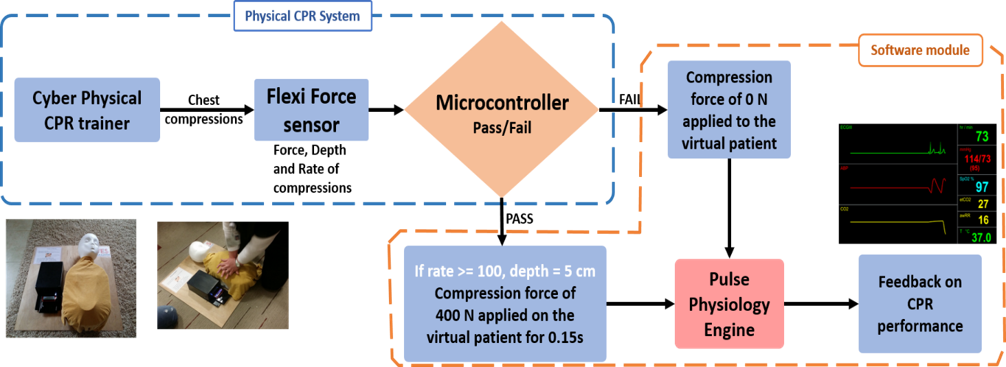 Physical CPR System
Software module
Cyber Physical
CPR trainer
Chest
compressions
Flexi Force
sensor
Force, Depth
and Rate of
compressions
Microcontroller
Pass/Fail
FAIL
Compression
force of 0 N
applied to the
virtual patient
PASS
If rate >= 100, depth = 5 cm
Compression force of
400 N applied on the
virtual patient for 0.15s
Pulse
Physiology
Engine
Feedback on
CPR
performance
73
114/73
97
etCO2
27
16
37.0
CO2